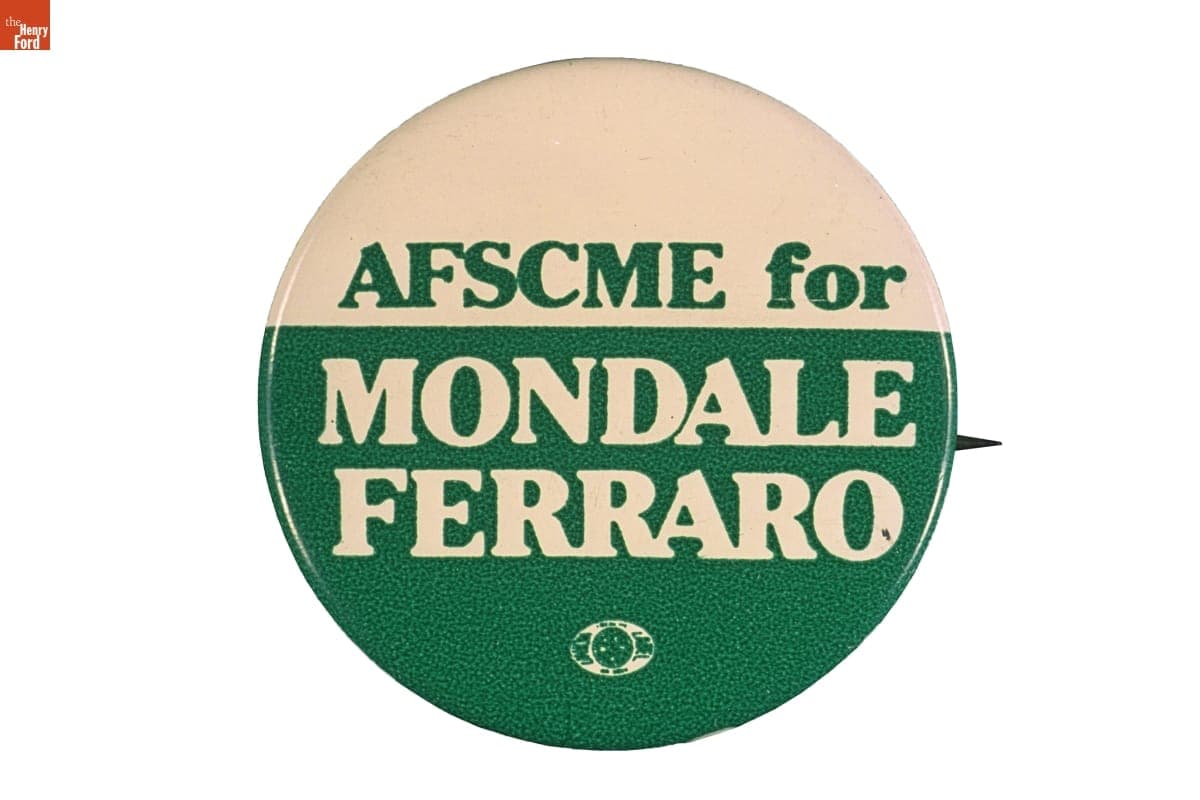 the
Henry
Ford
AFSCME for
MONDALE
FERRARO